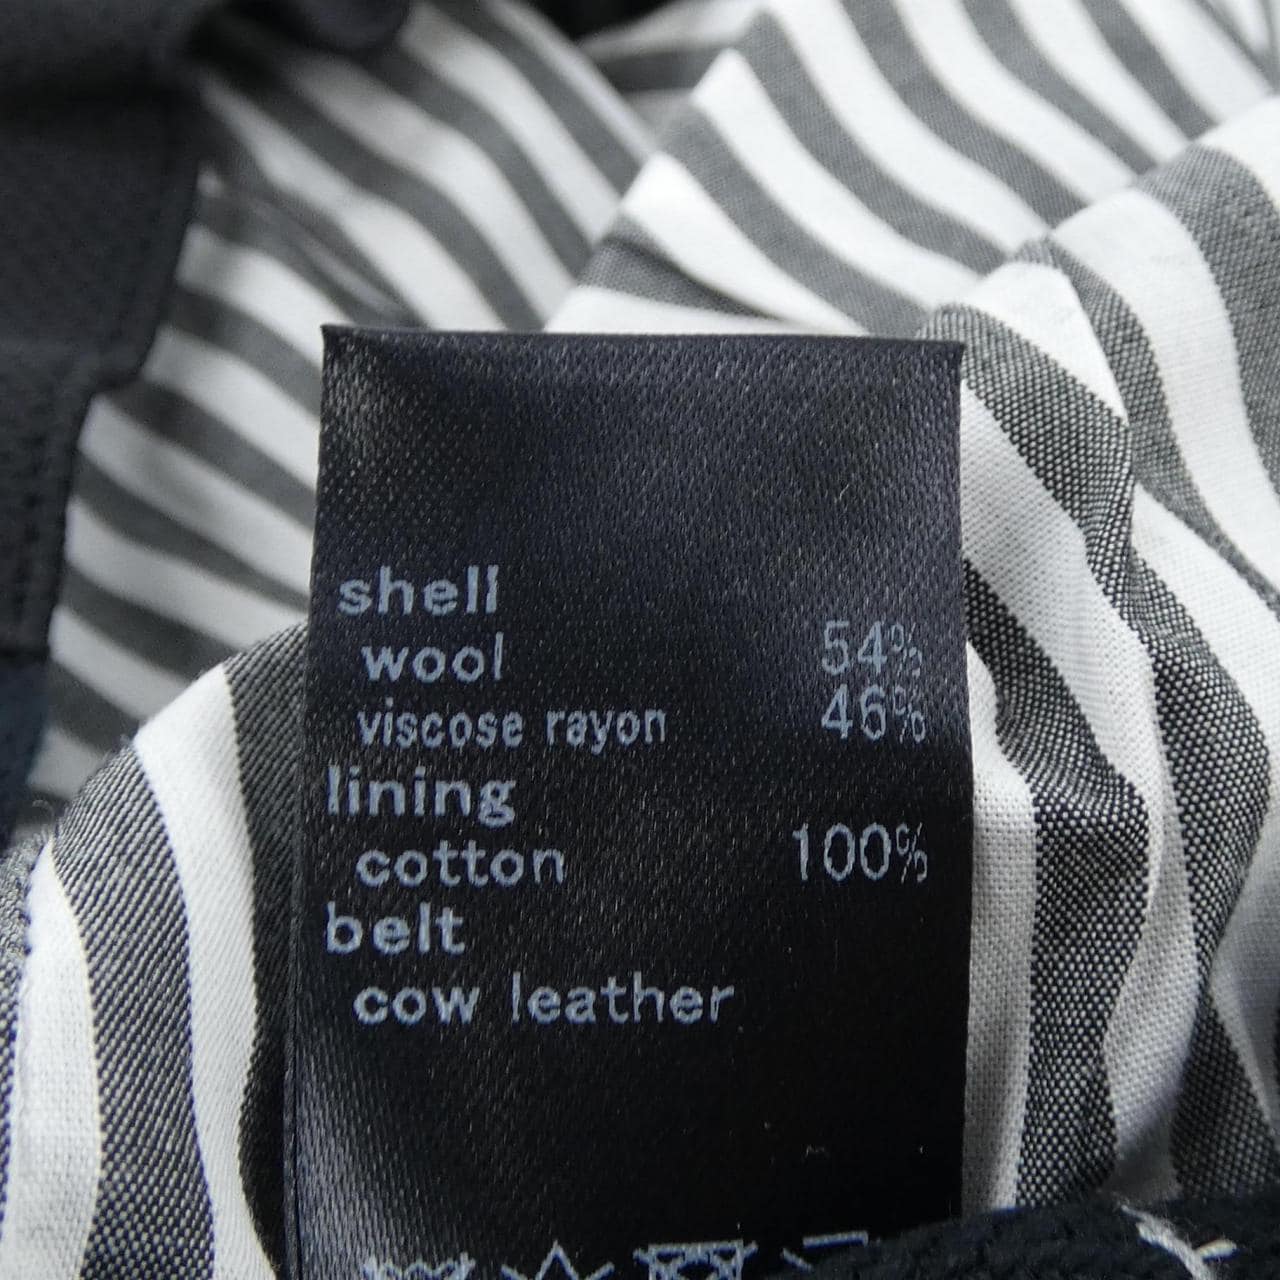 shell
wool 54%
viscose rayon 46%
lining
cotton 100%
belt
cow leather